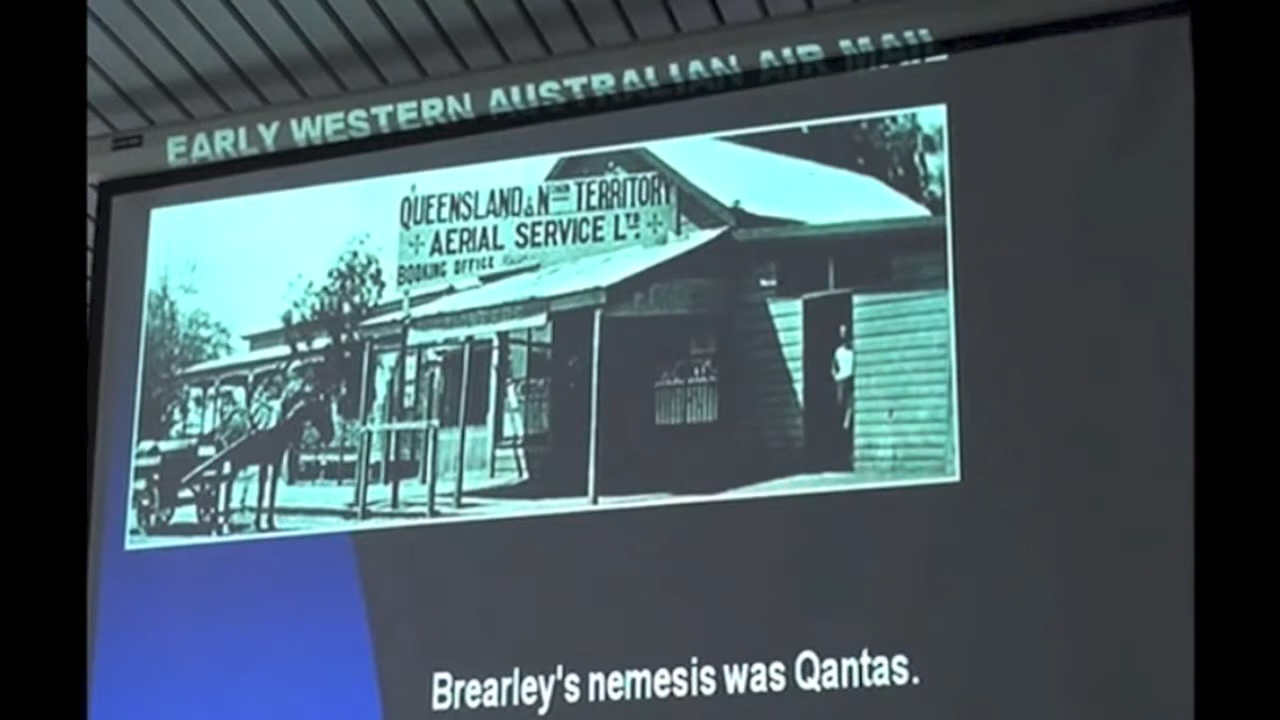 EARLY WESTERN AUSTRALIAN AIR MAIL
QUEENSLAND & NTHN TERRITORY
AERIAL SERVICE LTD.
BOOKING OFFICE
Brearley's nemesis was Qantas.